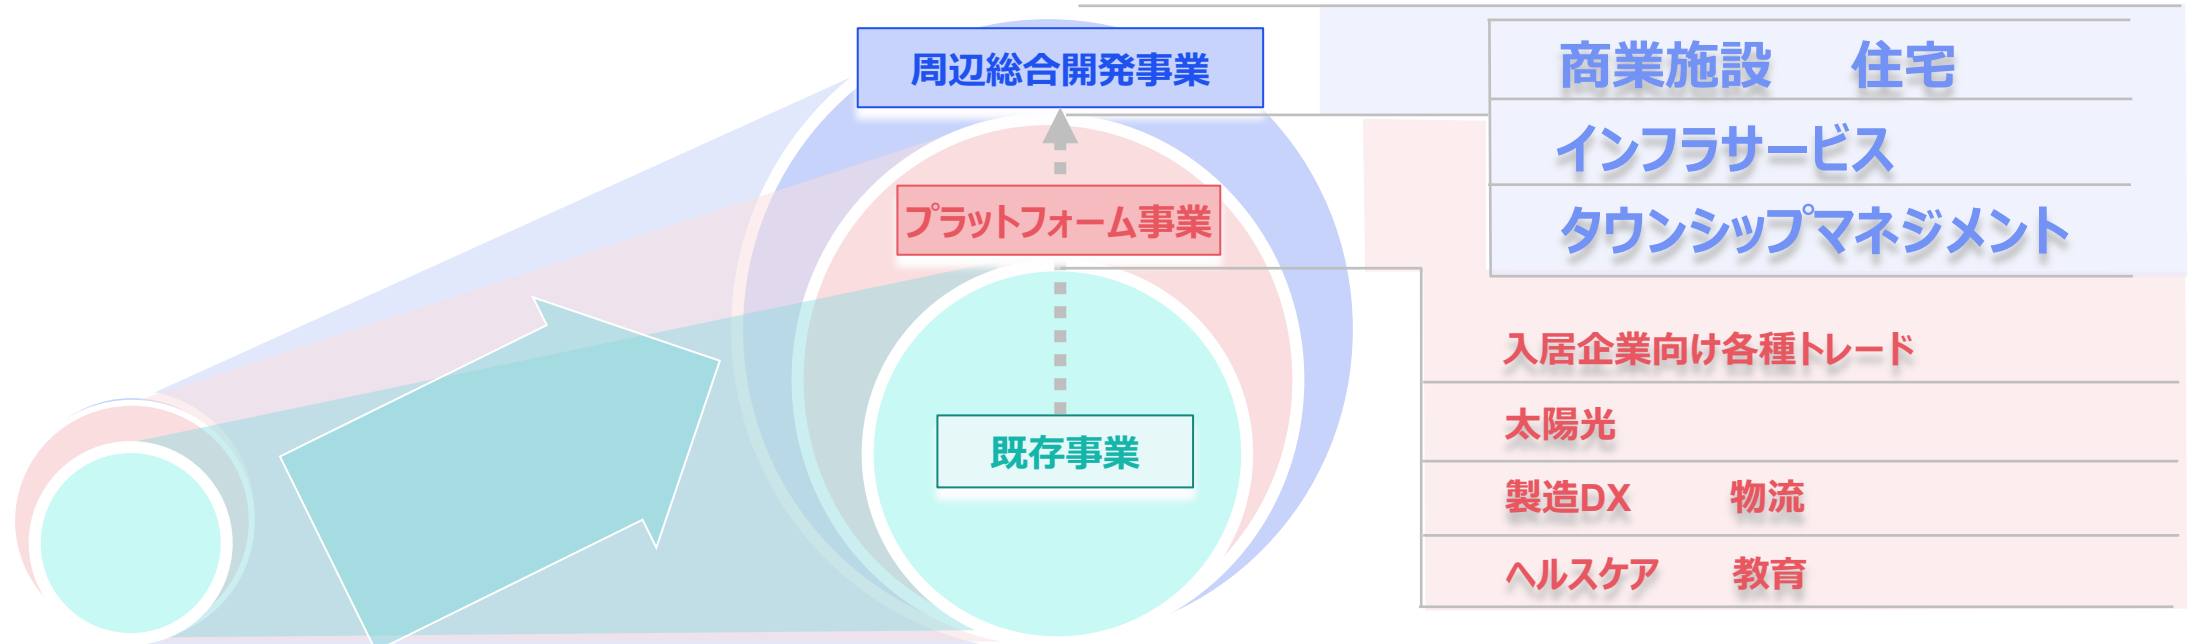 周辺総合開発事業
プラットフォーム事業
既存事業
商業施設 住宅
インフラサービス
タウンシップマネジメント
入居企業向け各種トレード
太陽光
製造DX 物流
ヘルスケア 教育